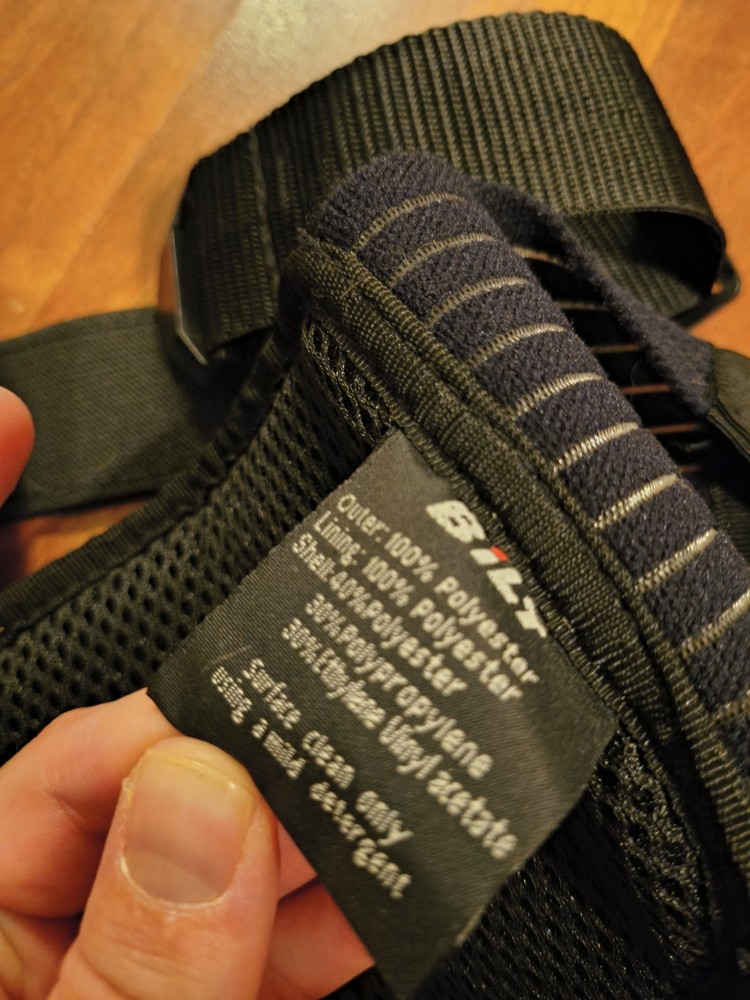 BiLT
Outer: 100% Polyester
Lining: 100% Polyester
Shell:40%Polyester
30%Polypropylene
30%Ethylene Vinyl acetate
Surface clean only
using a mild detergent